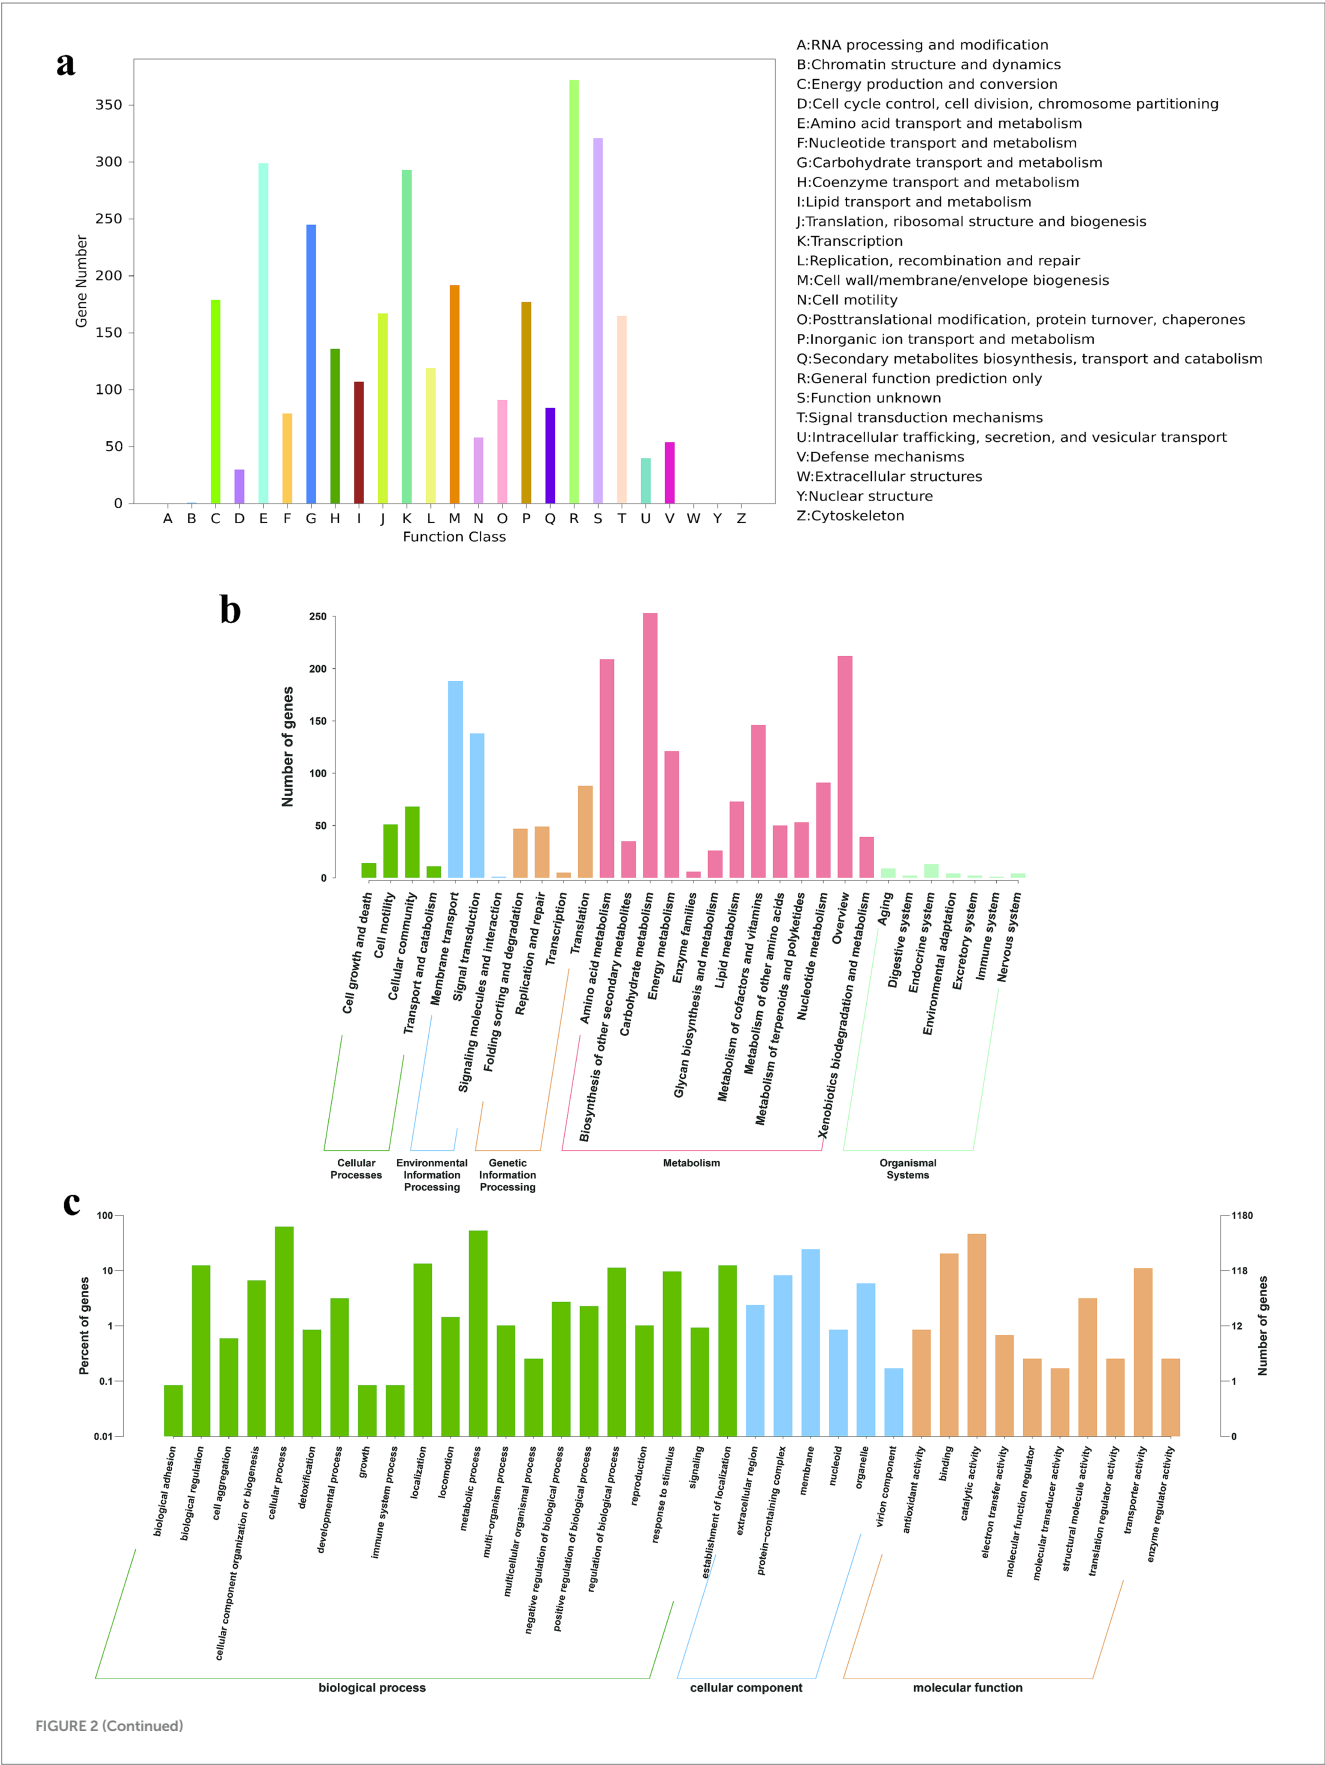 a
350
300
250
200
150
100
50
0
Gene Number
A B C D E F G H I J K L M N O P Q R S T U V W Y Z
Function Class
A:RNA processing and modification
B:Chromatin structure and dynamics
C:Energy production and conversion
D:Cell cycle control, cell division, chromosome partitioning
E:Amino acid transport and metabolism
F:Nucleotide transport and metabolism
G:Carbohydrate transport and metabolism
H:Coenzyme transport and metabolism
I:Lipid transport and metabolism
J:Translation, ribosomal structure and biogenesis
K:Transcription
L:Replication, recombination and repair
M:Cell wall/membrane/envelope biogenesis
N:Cell motility
O:Posttranslational modification, protein turnover, chaperones
P:Inorganic ion transport and metabolism
Q:Secondary metabolites biosynthesis, transport and catabolism
R:General function prediction only
S:Function unknown
T:Signal transduction mechanisms
U:Intracellular trafficking, secretion, and vesicular transport
V:Defense mechanisms
W:Extracellular structures
Y:Nuclear structure
Z:Cytoskeleton
b
250
200
150
100
50
0
Number of genes
Cell growth and death
Cell motility
Cellular community
Transport and catabolism
Membrane transport
Signal transduction
Signaling molecules and interaction
Folding sorting and degradation
Replication and repair
Transcription
Translation
Amino acid metabolism
Biosynthesis of other secondary metabolites
Carbohydrate metabolism
Energy metabolism
Enzyme families
Glycan biosynthesis and metabolism
Lipid metabolism
Metabolism of cofactors and vitamins
Metabolism of other amino acids
Metabolism of terpenoids and polyketides
Nucleotide metabolism
Overview
Xenobiotics biodegradation and metabolism
Aging
Digestive system
Endocrine system
Environmental adaptation
Excretory system
Immune system
Nervous system
Cellular
Processes
Environmental
Information
Processing
Genetic
Information
Processing
Metabolism
Organismal
Systems
c
100
10
1
0.1
0.01
Percent of genes
1180
118
12
1
0
Number of genes
biological adhesion
biological regulation
cell aggregation
cellular component organization or biogenesis
cellular process
detoxification
developmental process
growth
immune system process
localization
locomotion
metabolic process
multi−organism process
multicellular organismal process
negative regulation of biological process
positive regulation of biological process
regulation of biological process
reproduction
response to stimulus
signaling
establishment of localization
extracellular region
protein−containing complex
membrane
nucleoid
organelle
virion component
antioxidant activity
binding
catalytic activity
electron transfer activity
molecular function regulator
molecular transducer activity
structural molecule activity
translation regulator activity
transporter activity
enzyme regulator activity
biological process
cellular component
molecular function
FIGURE 2 (Continued)